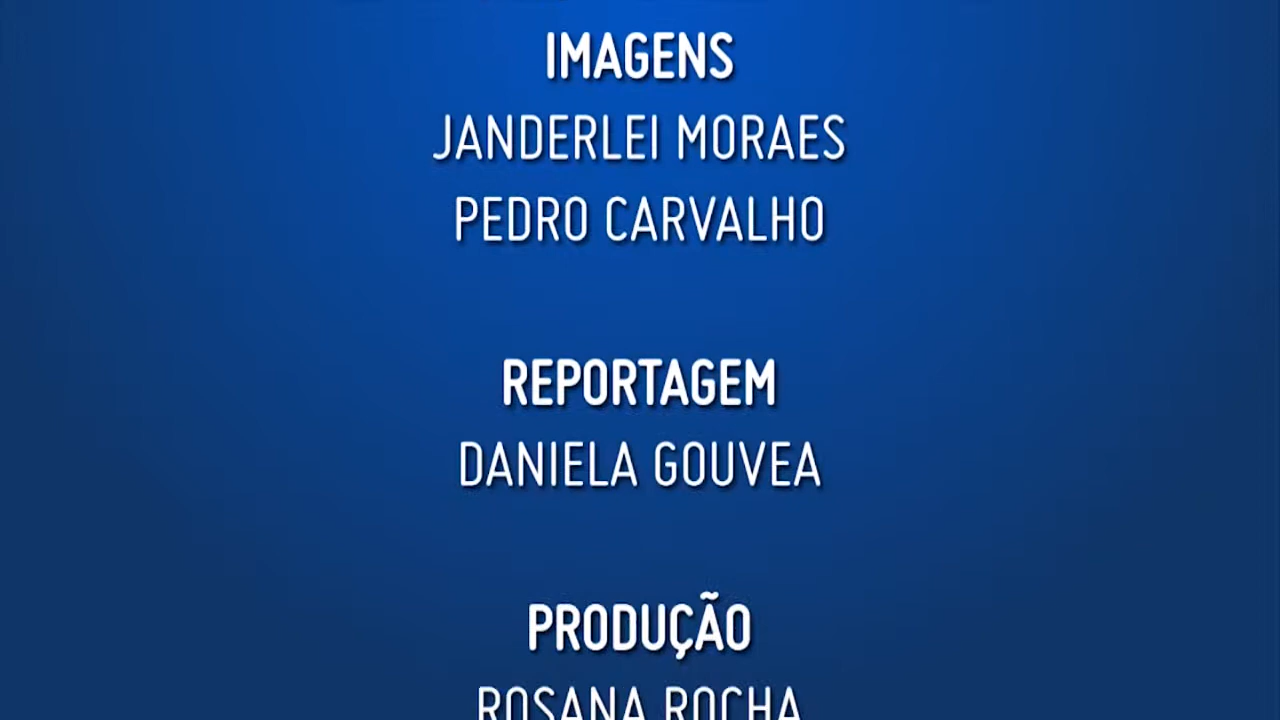 IMAGENS
JANDERLEI MORAES
PEDRO CARVALHO
REPORTAGEM
DANIELA GOUVEA
PRODUÇÃO
ROSANA ROCHA